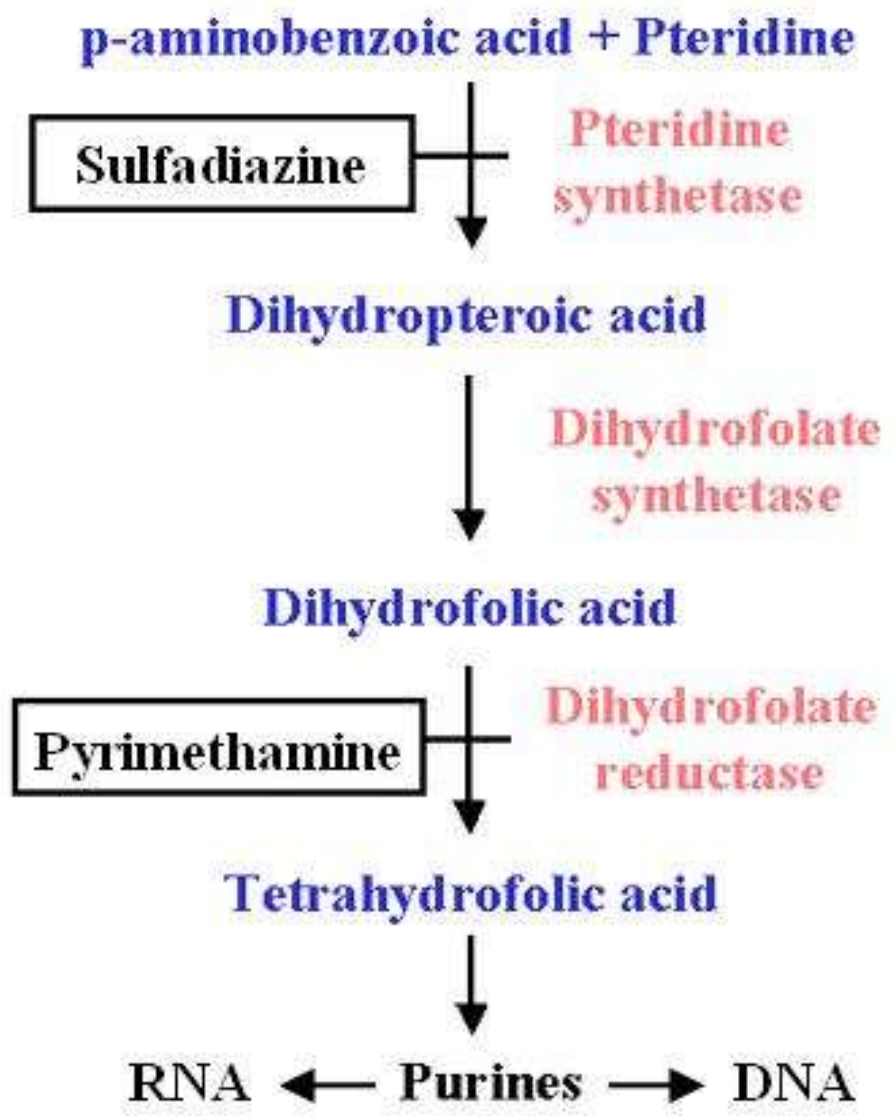 p-aminobenzoic acid + Pteridine
Pteridine
Sulfadiazine
synthetase
Dihydropteroic acid
Dihydrofolate
synthetase
Dihydrofolic acid
Dihydrofolate
Pyrimethamine
reductase
Tetrahydrofolic acid
RNA Purines DNA